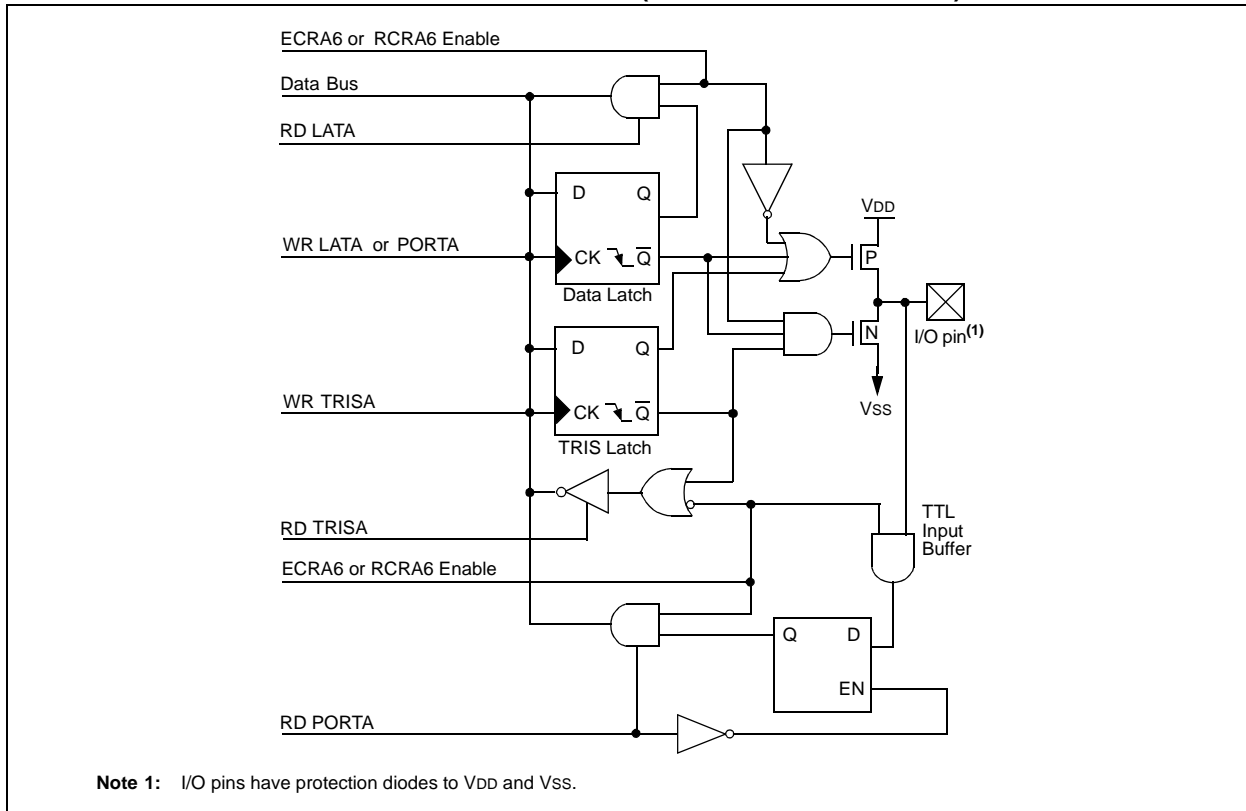 ECRA6 or RCRA6 Enable
Data Bus
RD LATA
D Q
VDD
WR LATA or PORTA
CK Q
P
Data Latch
I/O pin(1)
N
D Q
WR TRISA
CK Q
VSS
TRIS Latch
TTL
Input
Buffer
RD TRISA
ECRA6 or RCRA6 Enable
Q D
EN
RD PORTA
Note 1: I/O pins have protection diodes to VDD and VSS.